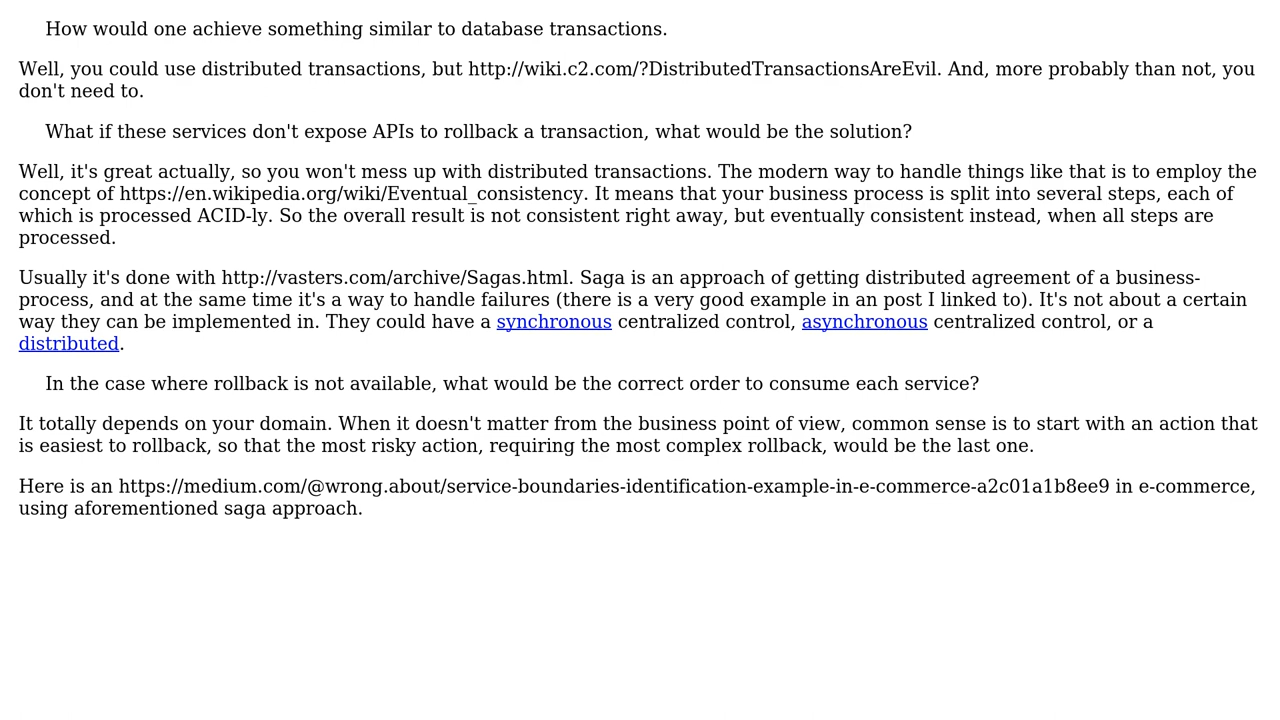 How would one achieve something similar to database transactions.
Well, you could use distributed transactions, but http://wiki.c2.com/?DistributedTransactionsAreEvil. And, more probably than not, you
don't need to.
What if these services don't expose APIs to rollback a transaction, what would be the solution?
Well, it's great actually, so you won't mess up with distributed transactions. The modern way to handle things like that is to employ the
concept of https://en.wikipedia.org/wiki/Eventual_consistency. It means that your business process is split into several steps, each of
which is processed ACID-ly. So the overall result is not consistent right away, but eventually consistent instead, when all steps are
processed.
Usually it's done with http://vasters.com/archive/Sagas.html. Saga is an approach of getting distributed agreement of a business-
process, and at the same time it's a way to handle failures (there is a very good example in an post I linked to). It's not about a certain
way they can be implemented in. They could have a synchronous centralized control, asynchronous centralized control, or a
distributed.
In the case where rollback is not available, what would be the correct order to consume each service?
It totally depends on your domain. When it doesn't matter from the business point of view, common sense is to start with an action that
is easiest to rollback, so that the most risky action, requiring the most complex rollback, would be the last one.
Here is an https://medium.com/@wrong.about/service-boundaries-identification-example-in-e-commerce-a2c01a1b8ee9 in e-commerce,
using aforementioned saga approach.